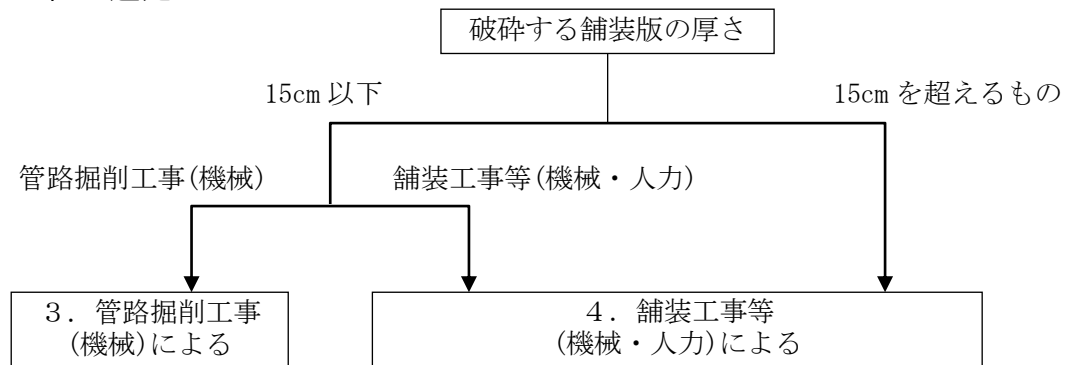 破砕する舗装版の厚さ
15cm 以下
15cm を超えるもの
管路掘削工事(機械)
舗装工事等(機械・人力)
３．管路掘削工事
(機械)による
４．舗装工事等
(機械・人力)による